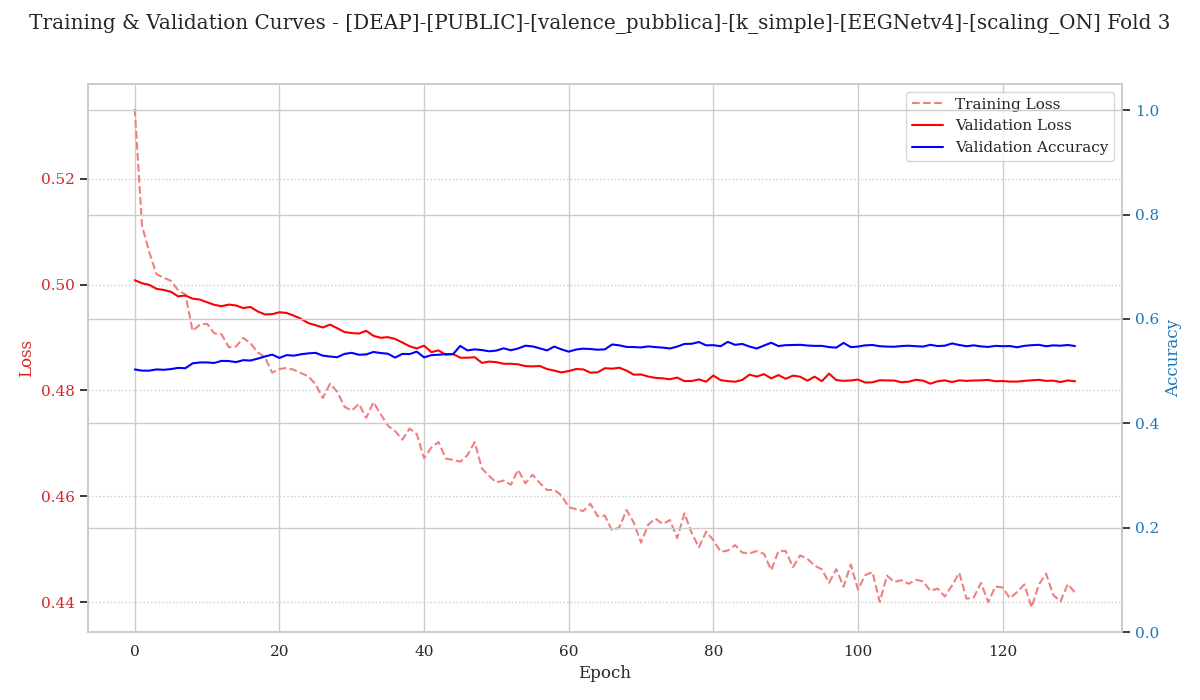 Training & Validation Curves - [DEAP]-[PUBLIC]-[valence_pubblica]-[k_simple]-[EEGNetv4]-[scaling_ON] Fold 3
Training Loss
Validation Loss
Validation Accuracy
Loss
0.52
0.50
0.48
0.46
0.44
1.0
0.8
0.6
0.4
0.2
0.0
Accuracy
0 20 40 60 80 100 120
Epoch